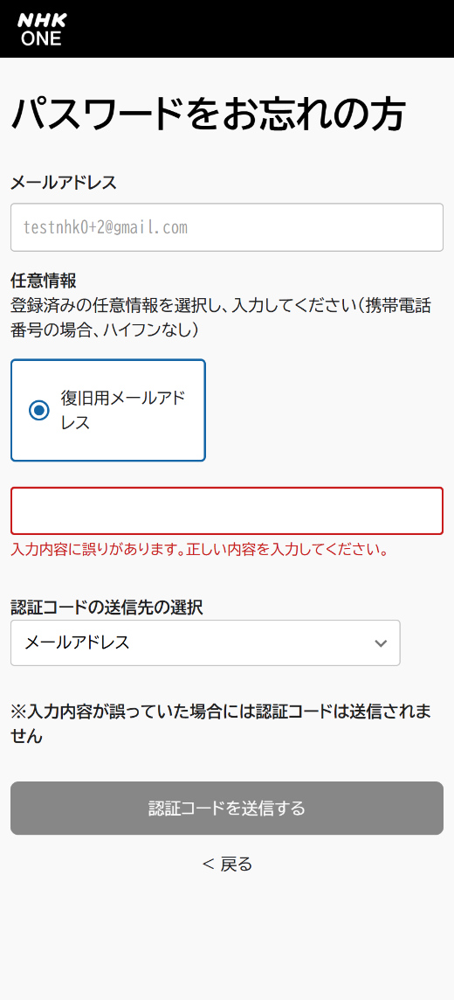 NHK
ONE
パスワードをお忘れの方
メールアドレス
testnhk0+2@gmail.com
任意情報
登録済みの任意情報を選択し、入力してください(携帯電話
番号の場合、ハイフンなし)
復旧用メールアド
レス
入力内容に誤りがあります。正しい内容を入力してください。
認証コードの送信先の選択
メールアドレス
※入力内容が誤っていた場合には認証コードは送信されま
せん
認証コードを送信する
< 戻る